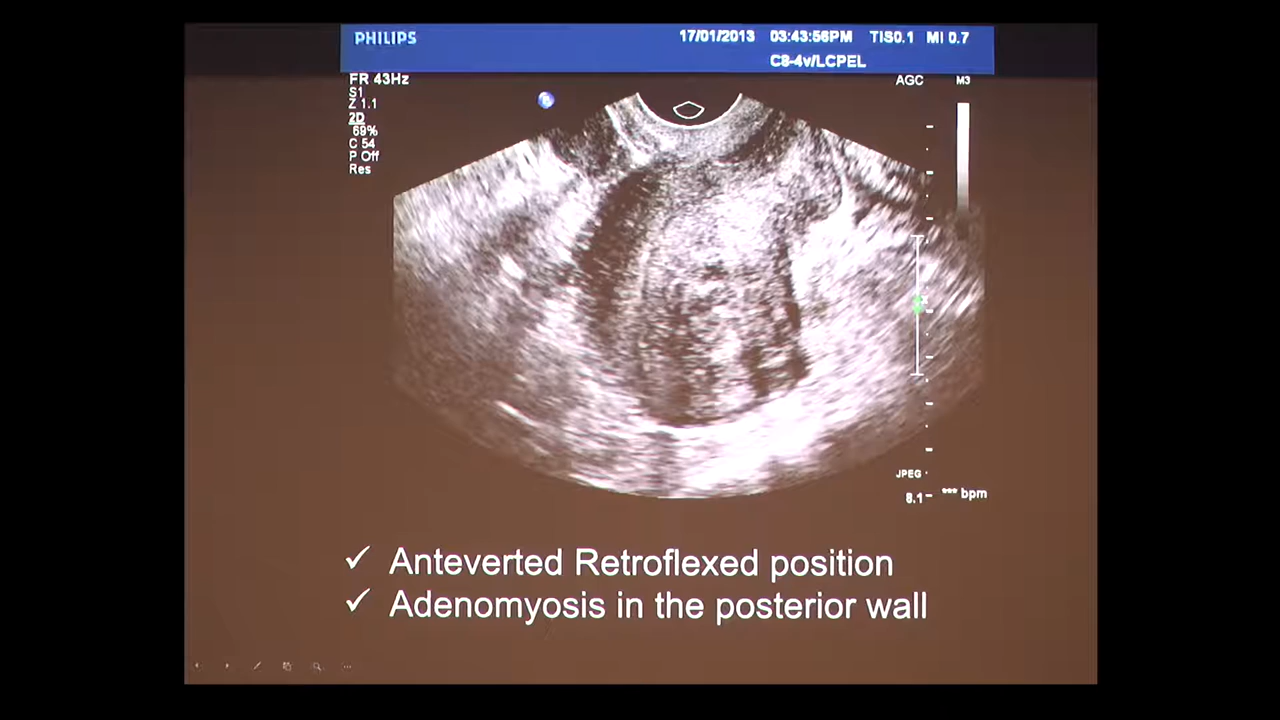 PHILIPS
17/01/2013 03:43:56PM TIS0.1 MI 0.7
C8-4v/LCPEL
FR 43Hz
S1
Z 1.1
2D
69%
C 54
P Off
Res
AGC
M3
JPEG
8.1
*** bpm
✓ Anteverted Retroflexed position
✓ Adenomyosis in the posterior wall